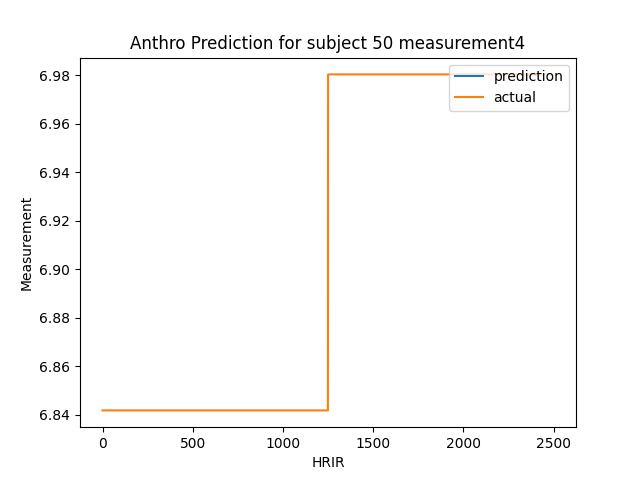 Anthro Prediction for subject 50 measurement4
6.98
6.96
6.94
6.92
6.90
6.88
6.86
6.84
Measurement
prediction
actual
0 500 1000 1500 2000 2500
HRIR